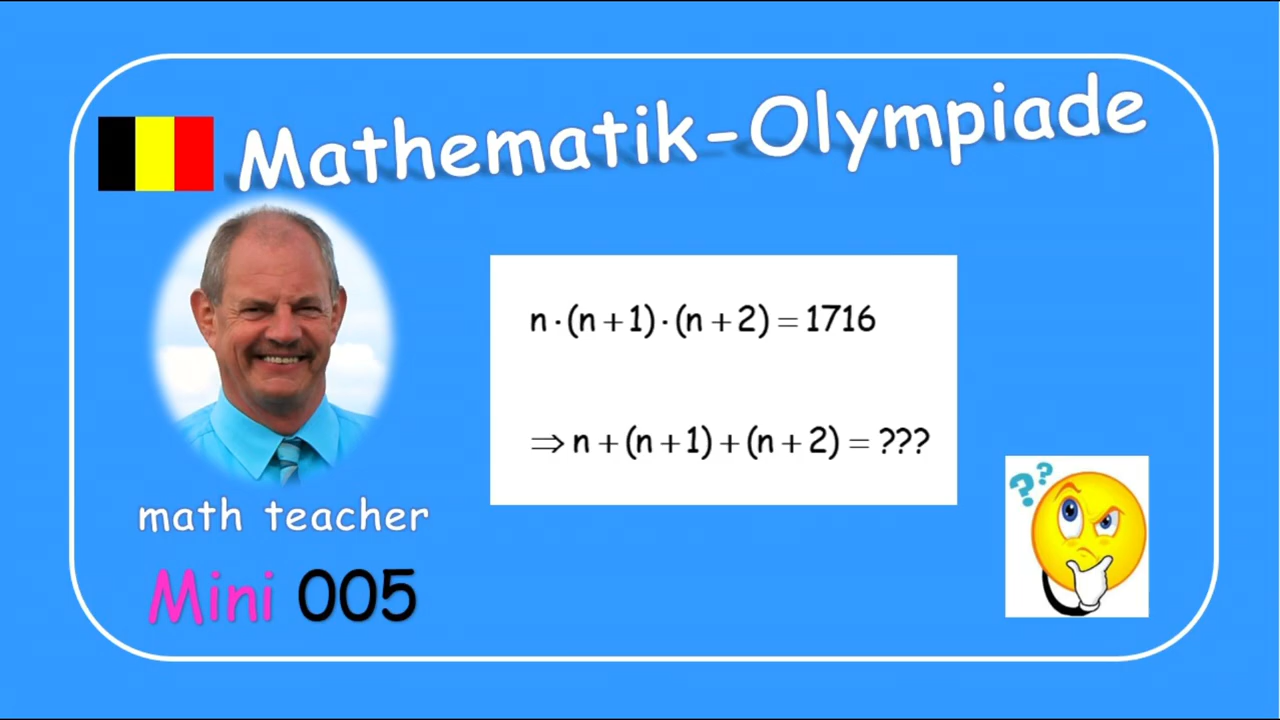 Mathematik-Olympiade
n·(n+1)·(n+2)=1716
⇒n+(n+1)+(n+2)=???
??
math teacher
Mini 005